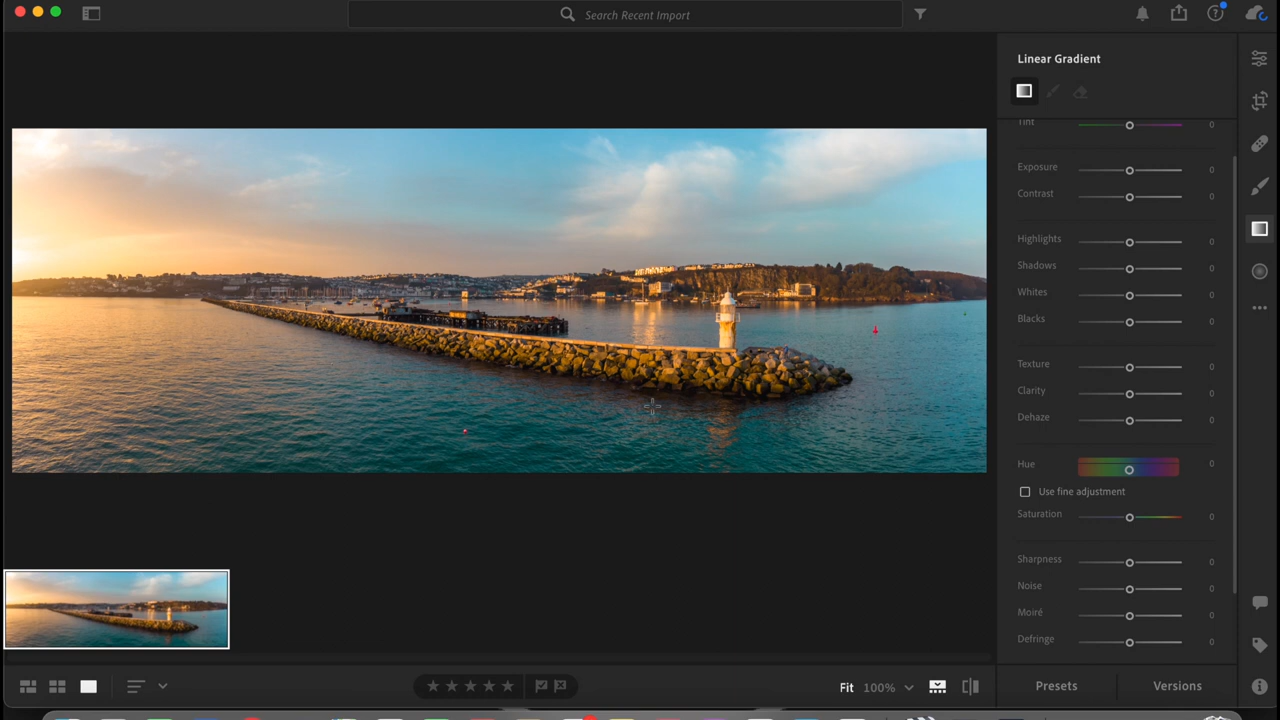 Search Recent Import
Linear Gradient
Tint 0
Exposure 0
Contrast 0
Highlights 0
Shadows 0
Whites 0
Blacks 0
Texture 0
Clarity 0
Dehaze 0
Hue 0
Use fine adjustment
Saturation 0
Sharpness 0
Noise 0
Moiré 0
Defringe 0
Fit 100%
Presets
Versions